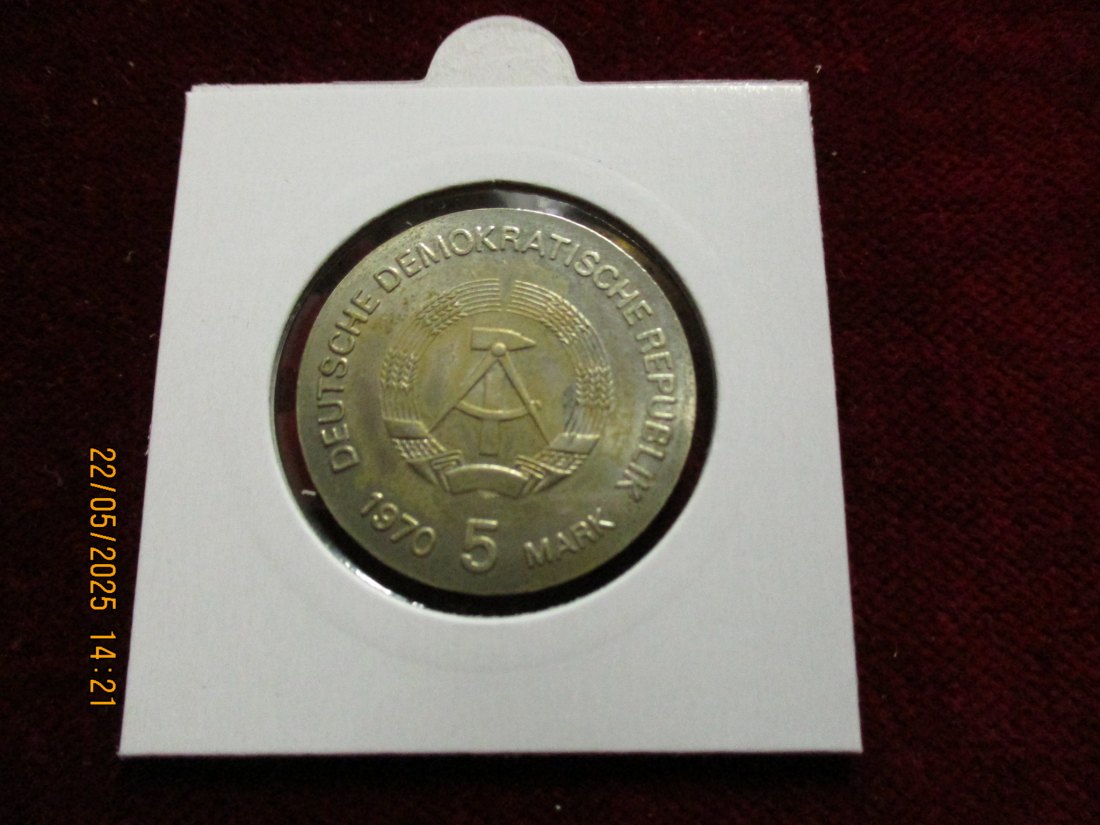 DEUTSCHE DEMOKRATISCHE REPUBLIK
1970 5 MARK
22/05/2025 14:21